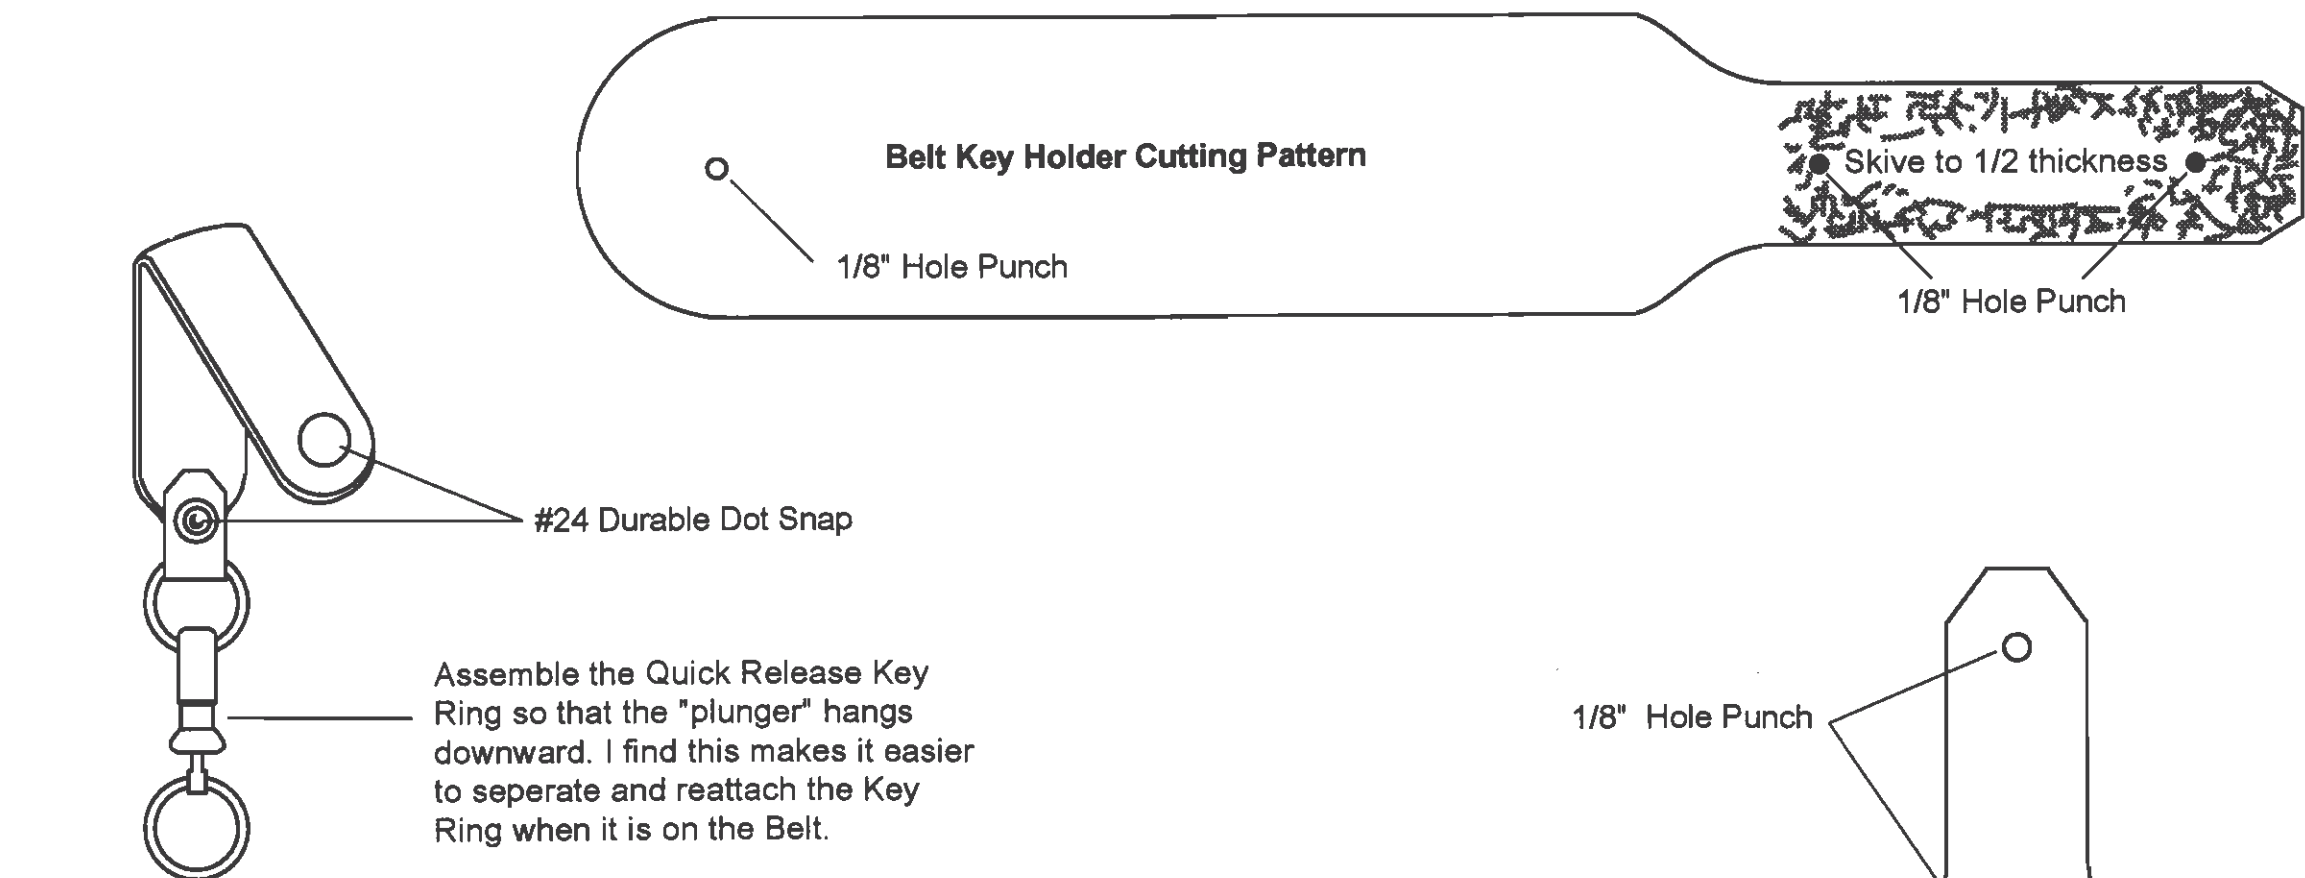 Belt Key Holder Cutting Pattern
Skive to 1/2 thickness
1/8" Hole Punch
1/8" Hole Punch
#24 Durable Dot Snap
Assemble the Quick Release Key
Ring so that the "plunger" hangs
downward. I find this makes it easier
to seperate and reattach the Key
Ring when it is on the Belt.
1/8" Hole Punch